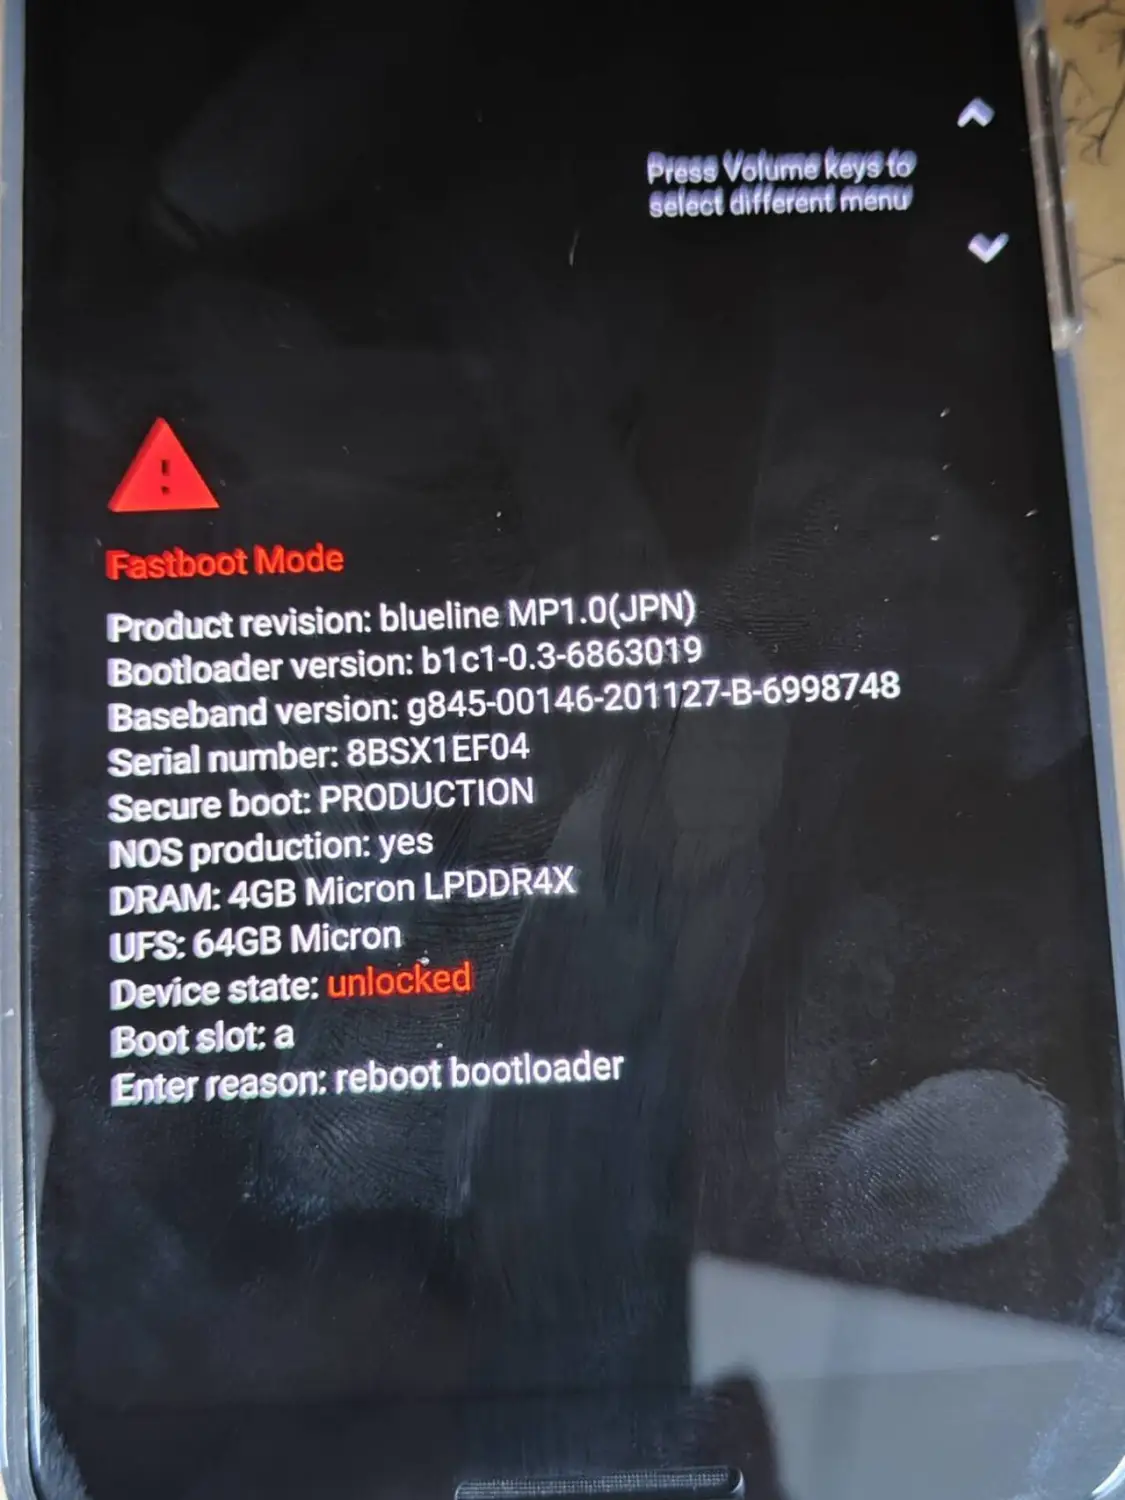 Press Volume keys to
select different menu
Fastboot Mode
Product revision: blueline MP1.0(JPN)
Bootloader version: b1c1-0.3-6863019
Baseband version: g845-00146-201127-B-6998748
Serial number: 8BSX1EF04
Secure boot: PRODUCTION
NOS production: yes
DRAM: 4GB Micron LPDDR4X
UFS: 64GB Micron
Device state: unlocked
Boot slot: a
Enter reason: reboot bootloader